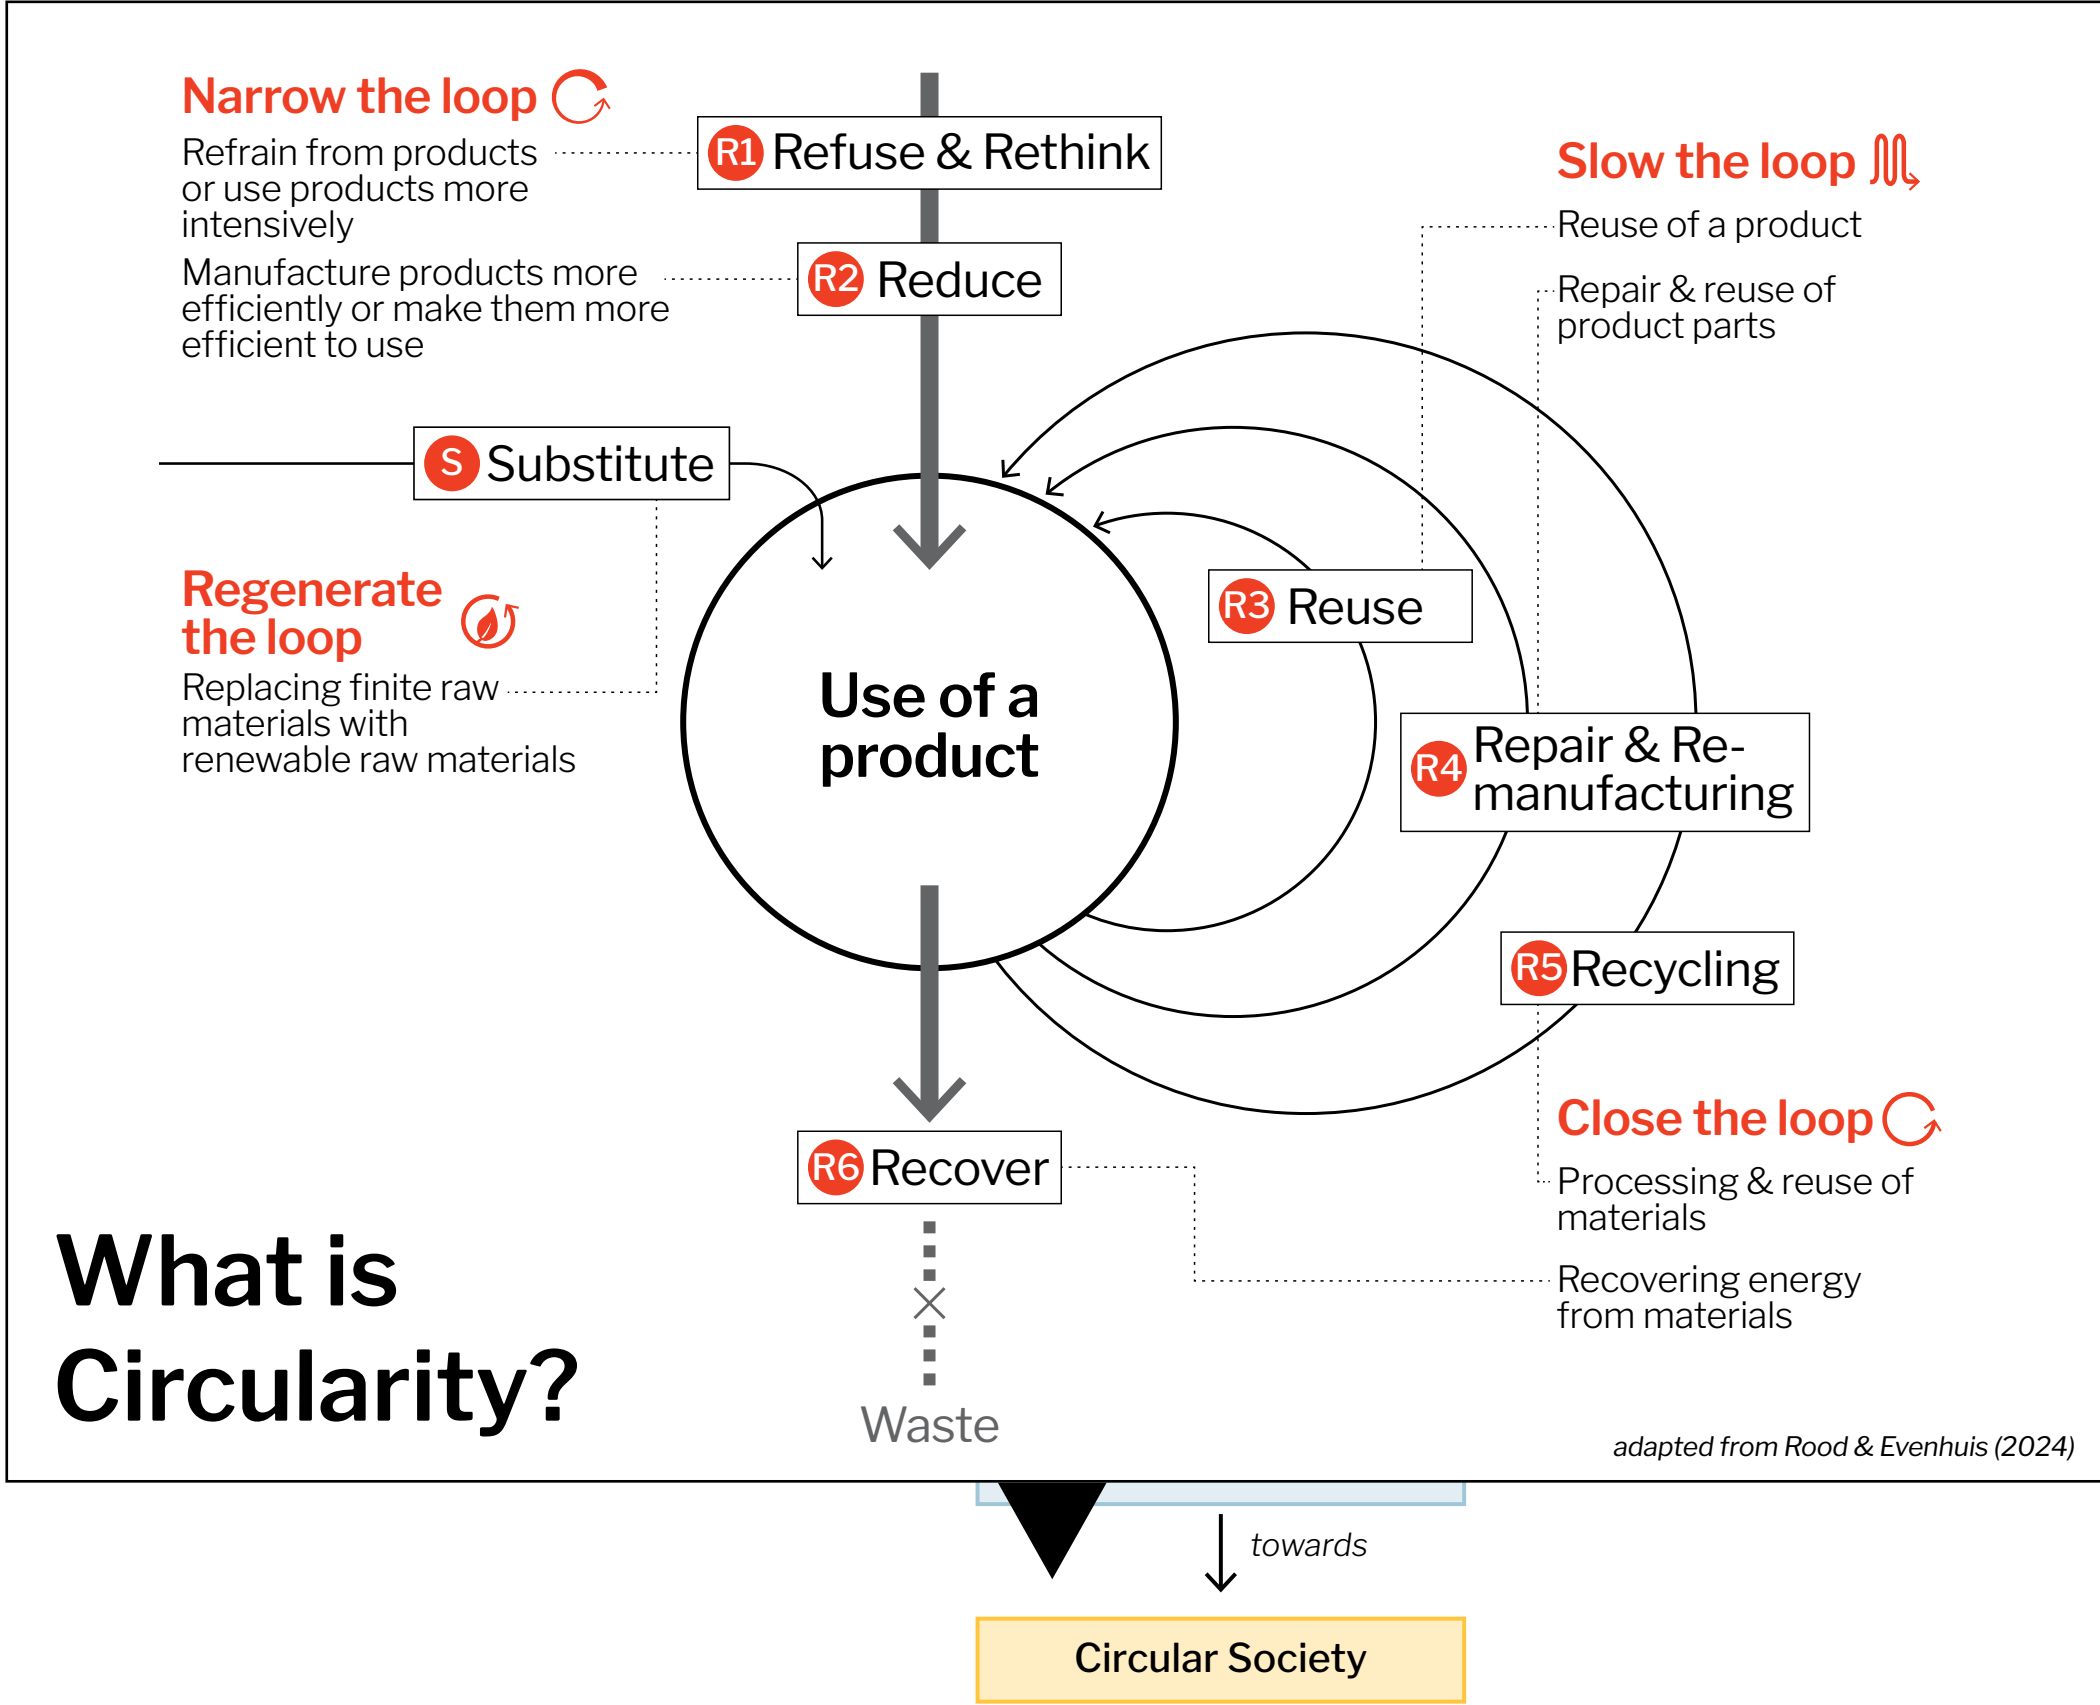 Narrow the loop
Refrain from products
or use products more
intensively
Manufacture products more
efficiently or make them more
efficient to use
R1 Refuse & Rethink
R2 Reduce
Slow the loop
Reuse of a product
Repair & reuse of
product parts
S Substitute
Regenerate
the loop
Replacing finite raw
materials with
renewable raw materials
Use of a
product
R3 Reuse
R4 Repair & Re-
manufacturing
R5 Recycling
Close the loop
Processing & reuse of
materials
Recovering energy
from materials
R6 Recover
Waste
What is
Circularity?
adapted from Rood & Evenhuis (2024)
towards
Circular Society